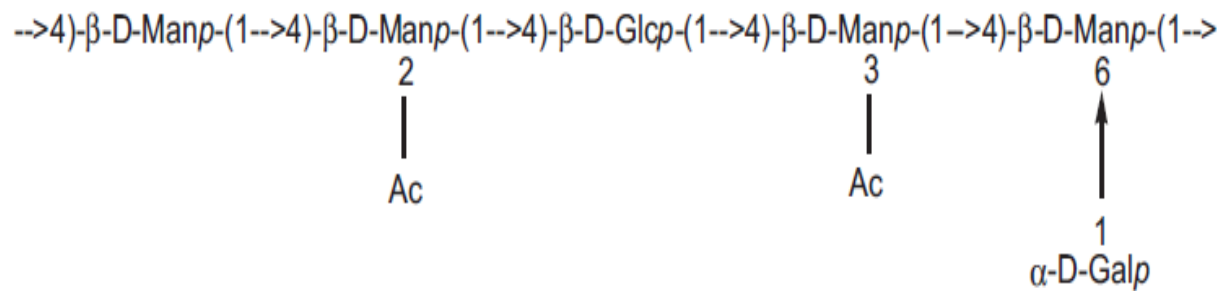 -->4)-β-D-Manp-(1-->4)-β-D-Manp-(1-->4)-β-D-Glcp-(1-->4)-β-D-Manp-(1–>4)-β-D-Manp-(1-->
2 3 6
Ac Ac
1
α-D-Galp